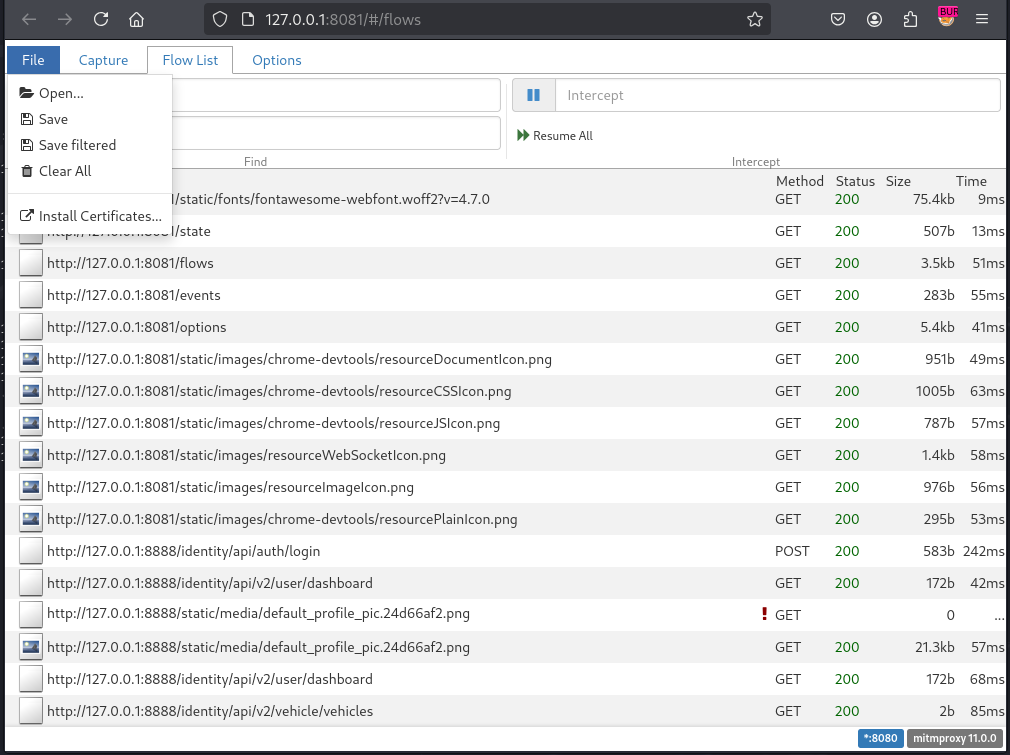 127.0.0.1:8081/#/flows
BUR
File Capture Flow List Options
Open...
Save
Save filtered
Clear All
Install Certificates...
Intercept
Resume All
Find
Intercept
Method Status Size Time
/static/fonts/fontawesome-webfont.woff2?v=4.7.0 GET 200 75.4kb 9ms
/state GET 200 507b 13ms
http://127.0.0.1:8081/flows GET 200 3.5kb 51ms
http://127.0.0.1:8081/events GET 200 283b 55ms
http://127.0.0.1:8081/options GET 200 5.4kb 41ms
http://127.0.0.1:8081/static/images/chrome-devtools/resourceDocumentIcon.png GET 200 951b 49ms
http://127.0.0.1:8081/static/images/chrome-devtools/resourceCSSIcon.png GET 200 1005b 63ms
http://127.0.0.1:8081/static/images/chrome-devtools/resourceJSIcon.png GET 200 787b 57ms
http://127.0.0.1:8081/static/images/resourceWebSocketIcon.png GET 200 1.4kb 58ms
http://127.0.0.1:8081/static/images/resourceImageIcon.png GET 200 976b 56ms
http://127.0.0.1:8081/static/images/chrome-devtools/resourcePlainIcon.png GET 200 295b 53ms
http://127.0.0.1:8888/identity/api/auth/login POST 200 583b 242ms
http://127.0.0.1:8888/identity/api/v2/user/dashboard GET 200 172b 42ms
http://127.0.0.1:8888/static/media/default_profile_pic.24d66af2.png ! GET 0 ...
http://127.0.0.1:8888/static/media/default_profile_pic.24d66af2.png GET 200 21.3kb 57ms
http://127.0.0.1:8888/identity/api/v2/user/dashboard GET 200 172b 68ms
http://127.0.0.1:8888/identity/api/v2/vehicle/vehicles GET 200 2b 85ms
*:8080 mitmproxy 11.0.0